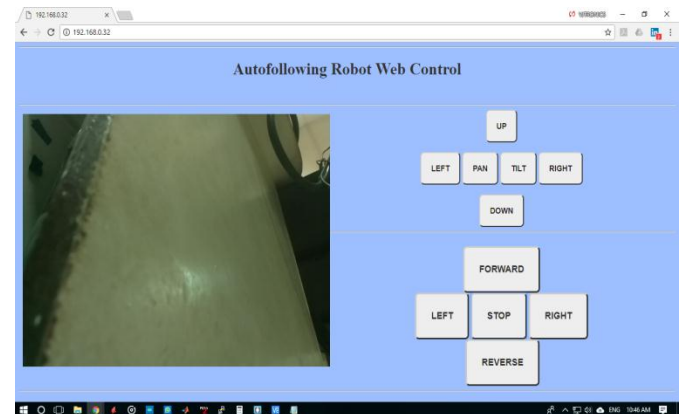 192.168.0.32
192.168.0.32
Autofollowing Robot Web Control
UP
LEFT PAN TILT RIGHT
DOWN
FORWARD
LEFT STOP RIGHT
REVERSE
ENG 10:46 AM